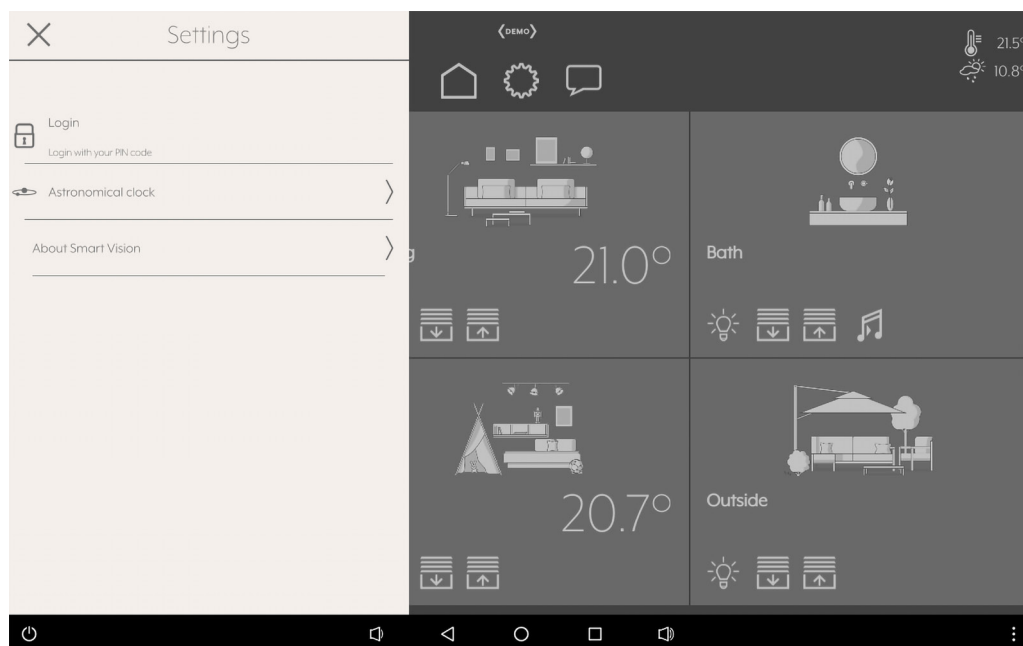 Settings
Login
Login with your PIN code
Astronomical clock
About Smart Vision
DEMO
21.5°
10.8°
g
21.0°
Bath
20.7°
Outside